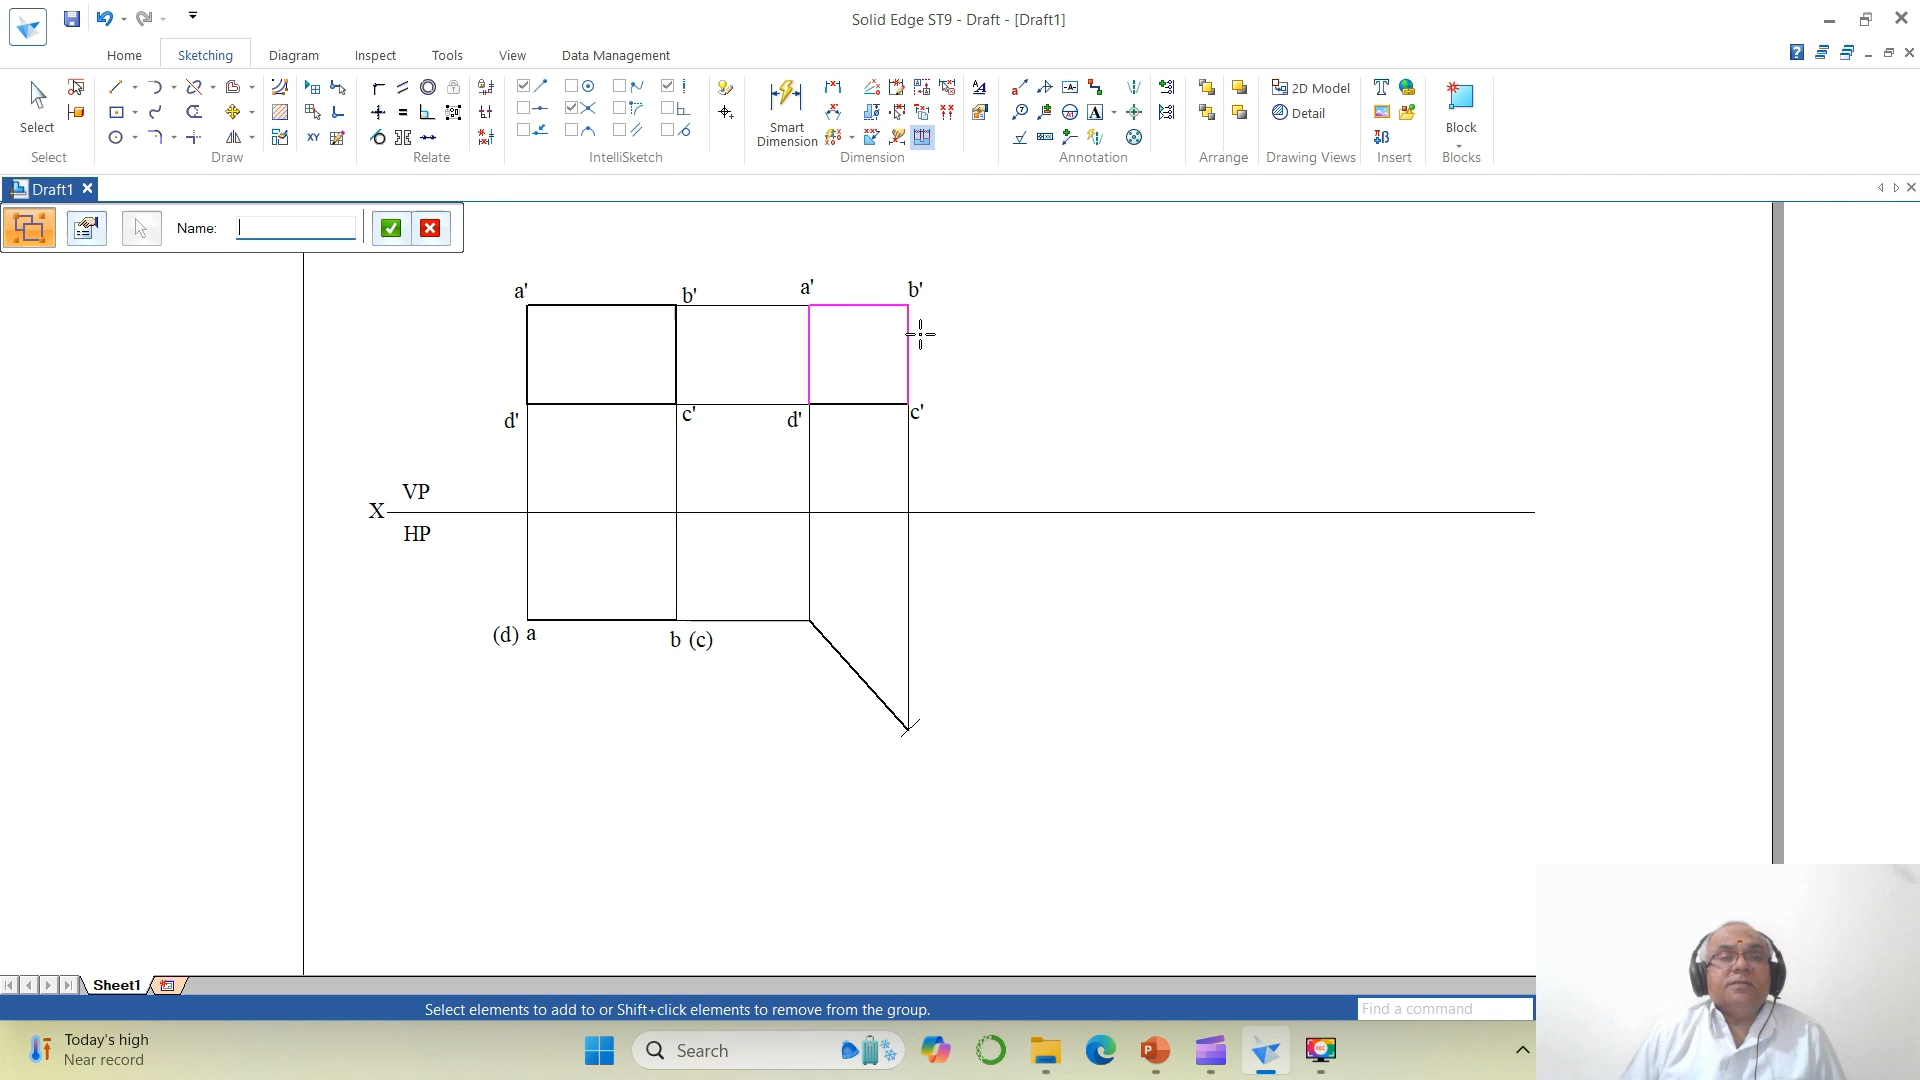 Solid Edge ST9 - Draft - [Draft1]
Home Sketching Diagram Inspect Tools View Data Management
Select
Smart
Dimension
2D Model
Detail
Block
XY
Select Draw Relate IntelliSketch Dimension Annotation Arrange Drawing Views Insert Blocks
Draft1
Name:
a' b' a' b'
d' c' d' c'
VP
X
HP
(d) a b (c)
Sheet1
Select elements to add to or Shift+click elements to remove from the group.
Find a command
Today's high
Near record
Search